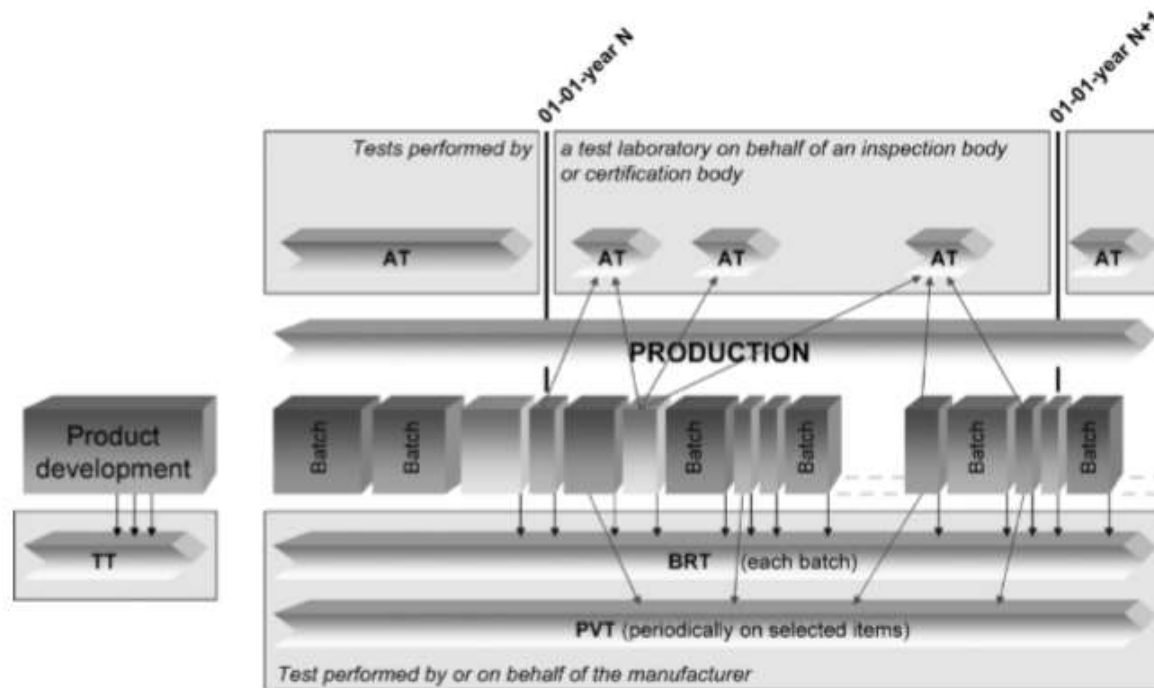 01-01-year N
01-01-year N+1
Tests performed by
a test laboratory on behalf of an inspection body
or certification body
AT
AT
AT
AT
AT
PRODUCTION
Product
development
Batch
Batch
Batch
Batch
Batch
Batch
TT
BRT (each batch)
PVT (periodically on selected items)
Test performed by or on behalf of the manufacturer